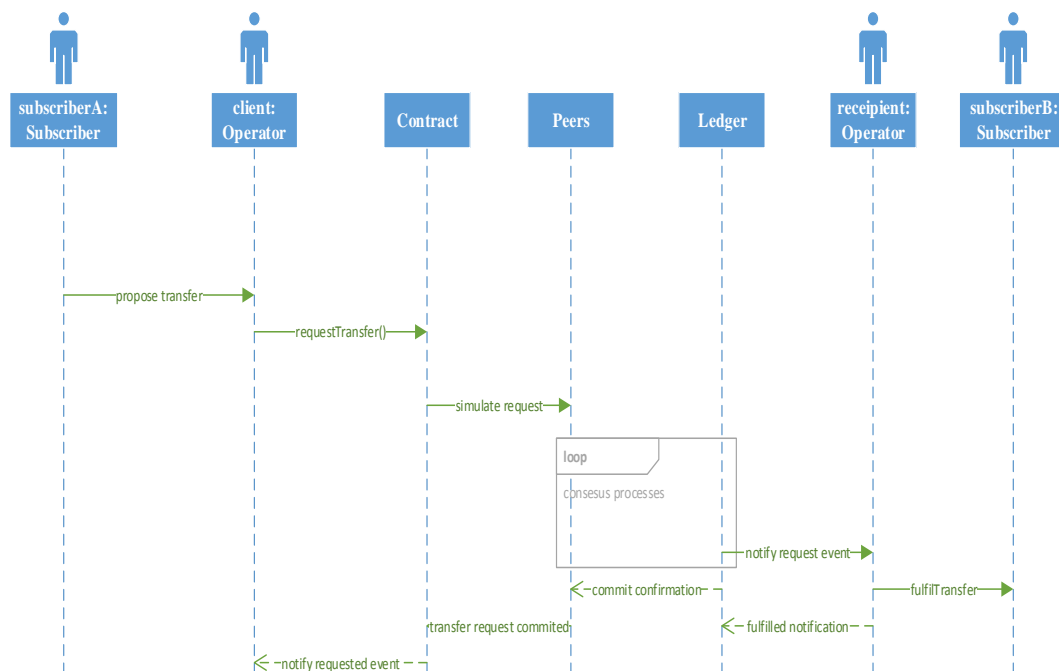 subscriberA:
Subscriber
client:
Operator
Contract
Peers
Ledger
receipient:
Operator
subscriberB:
Subscriber
propose transfer
requestTransfer()
simulate request
loop
consesus processes
notify request event
commit confirmation
fulfilTransfer
transfer request commited
fulfilled notification
notify requested event